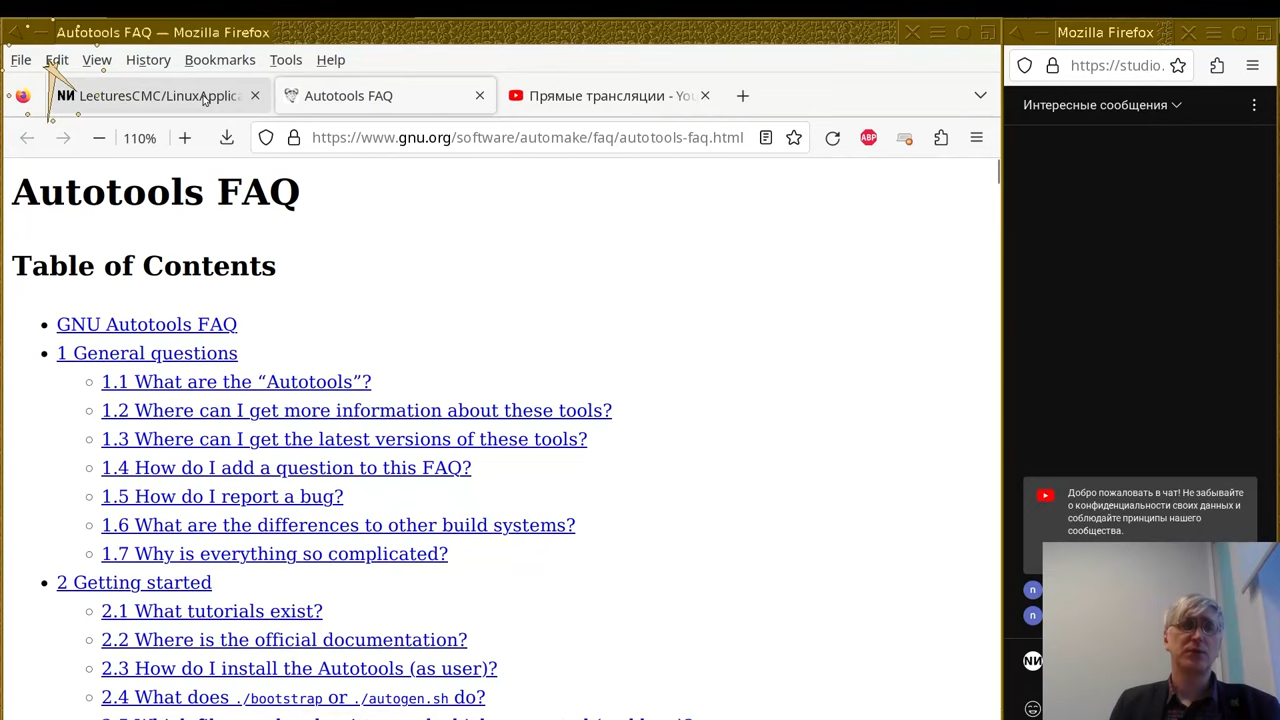 Autotools FAQ — Mozilla Firefox
Mozilla Firefox
File Edit View History Bookmarks Tools Help
https://studio.
LecturesCMC/LinuxApplica
Autotools FAQ
Прямые трансляции - You
Интересные сообщения
110%
https://www.gnu.org/software/automake/faq/autotools-faq.html
ABP
Autotools FAQ
Table of Contents
GNU Autotools FAQ
1 General questions
1.1 What are the “Autotools”?
1.2 Where can I get more information about these tools?
1.3 Where can I get the latest versions of these tools?
1.4 How do I add a question to this FAQ?
1.5 How do I report a bug?
1.6 What are the differences to other build systems?
1.7 Why is everything so complicated?
2 Getting started
2.1 What tutorials exist?
2.2 Where is the official documentation?
2.3 How do I install the Autotools (as user)?
2.4 What does ./bootstrap or ./autogen.sh do?
Добро пожаловать в чат! Не забывайте
о конфиденциальности своих данных и
соблюдайте принципы нашего
сообщества.
n
n